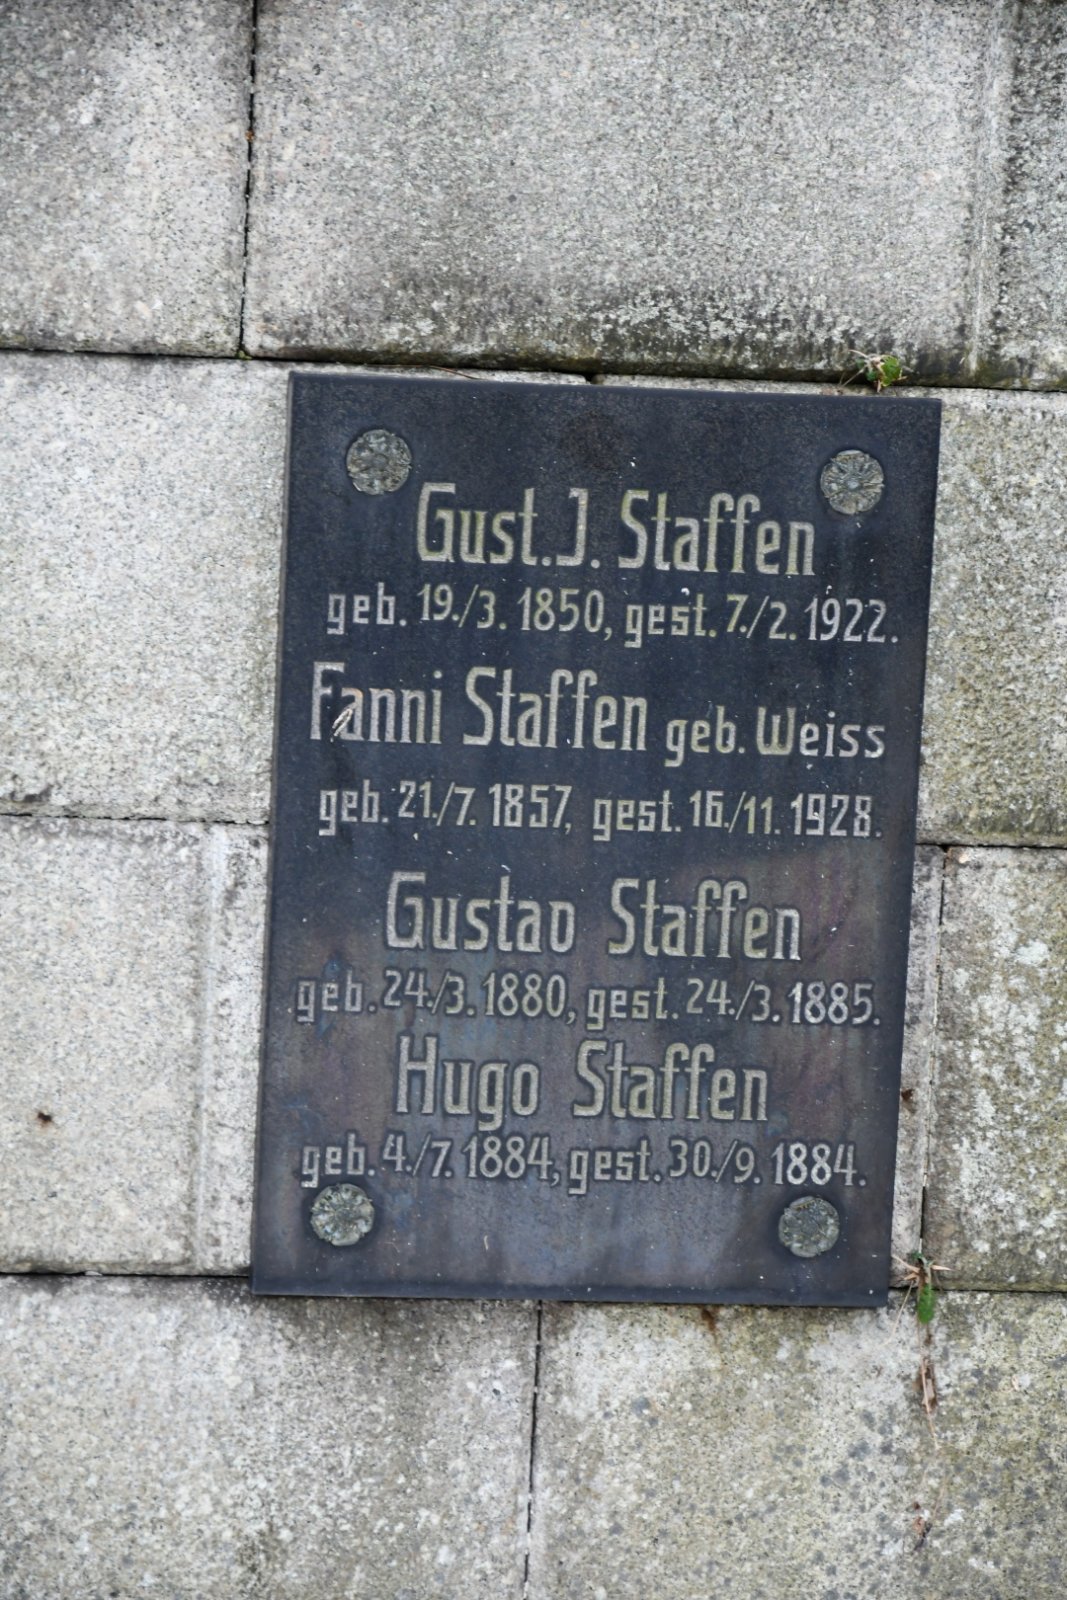 Gust. J. Staffen
geb. 19./3. 1850, gest. 7./2. 1922.
Fanni Staffen geb. Weiss
geb. 21./7. 1857, gest. 16./11. 1928.
Gustav Staffen
geb. 24./3. 1880, gest. 24./3. 1885.
Hugo Staffen
geb. 4./7. 1884, gest. 30./9. 1884.